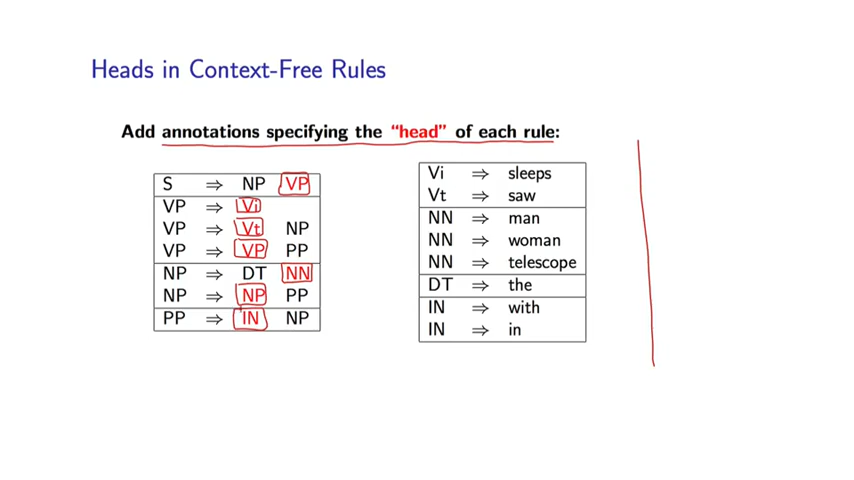 Heads in Context-Free Rules
Add annotations specifying the "head" of each rule:
S ⇒ NP VP
VP ⇒ Vi
VP ⇒ Vt NP
VP ⇒ VP PP
NP ⇒ DT NN
NP ⇒ NP PP
PP ⇒ IN NP
Vi ⇒ sleeps
Vt ⇒ saw
NN ⇒ man
NN ⇒ woman
NN ⇒ telescope
DT ⇒ the
IN ⇒ with
IN ⇒ in